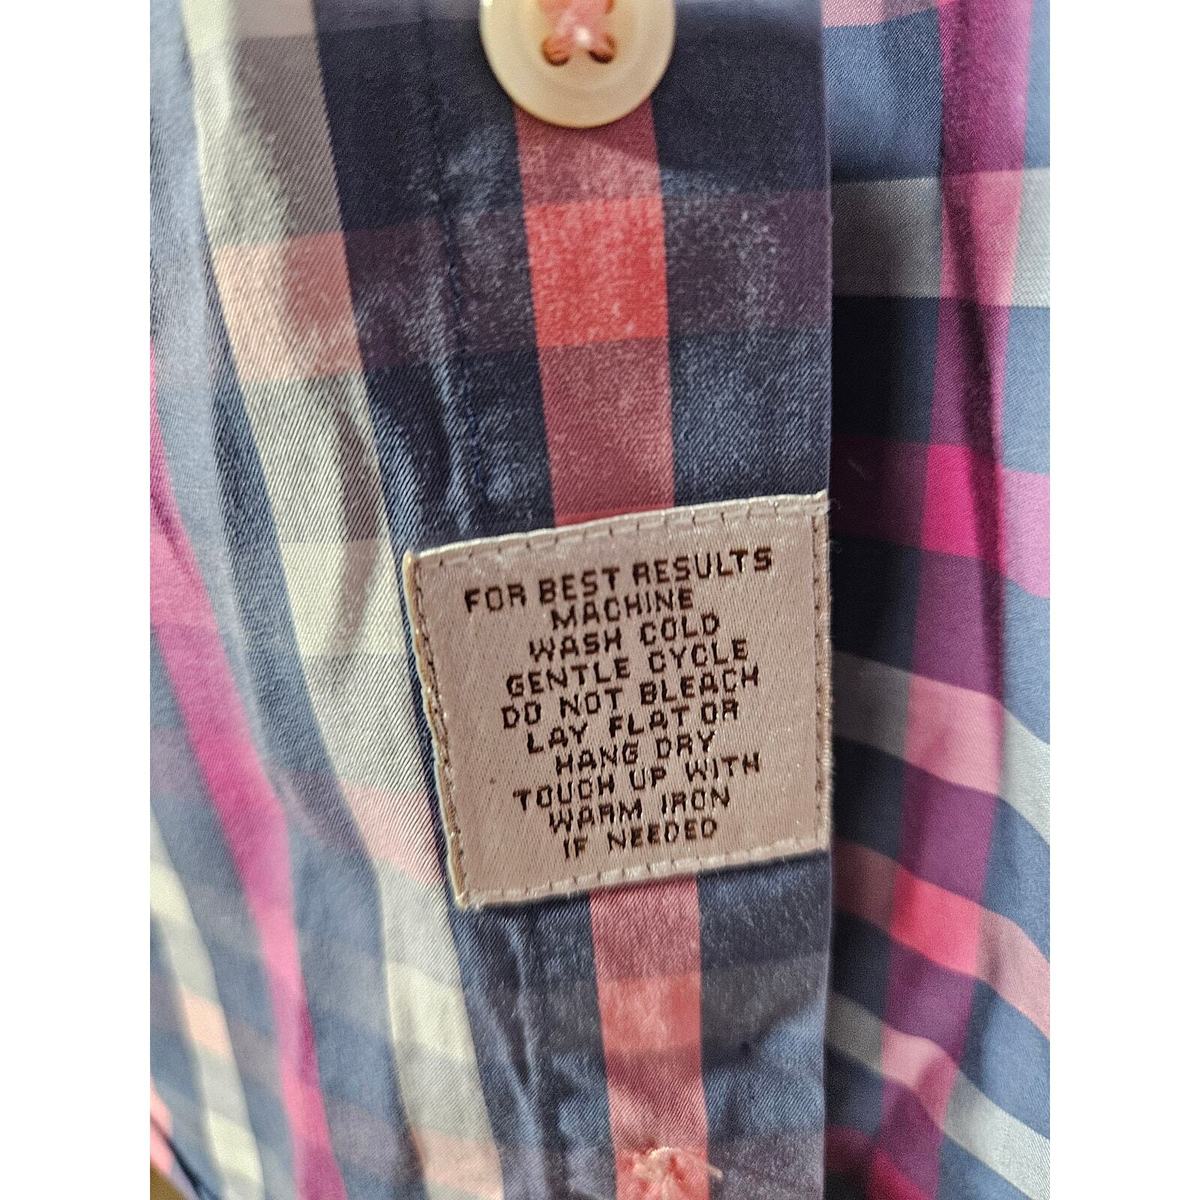 FOR BEST RESULTS
MACHINE
WASH COLD
GENTLE CYCLE
DO NOT BLEACH
LAY FLAT OR
HANG DRY
TOUCH UP WITH
WARM IRON
IF NEEDED